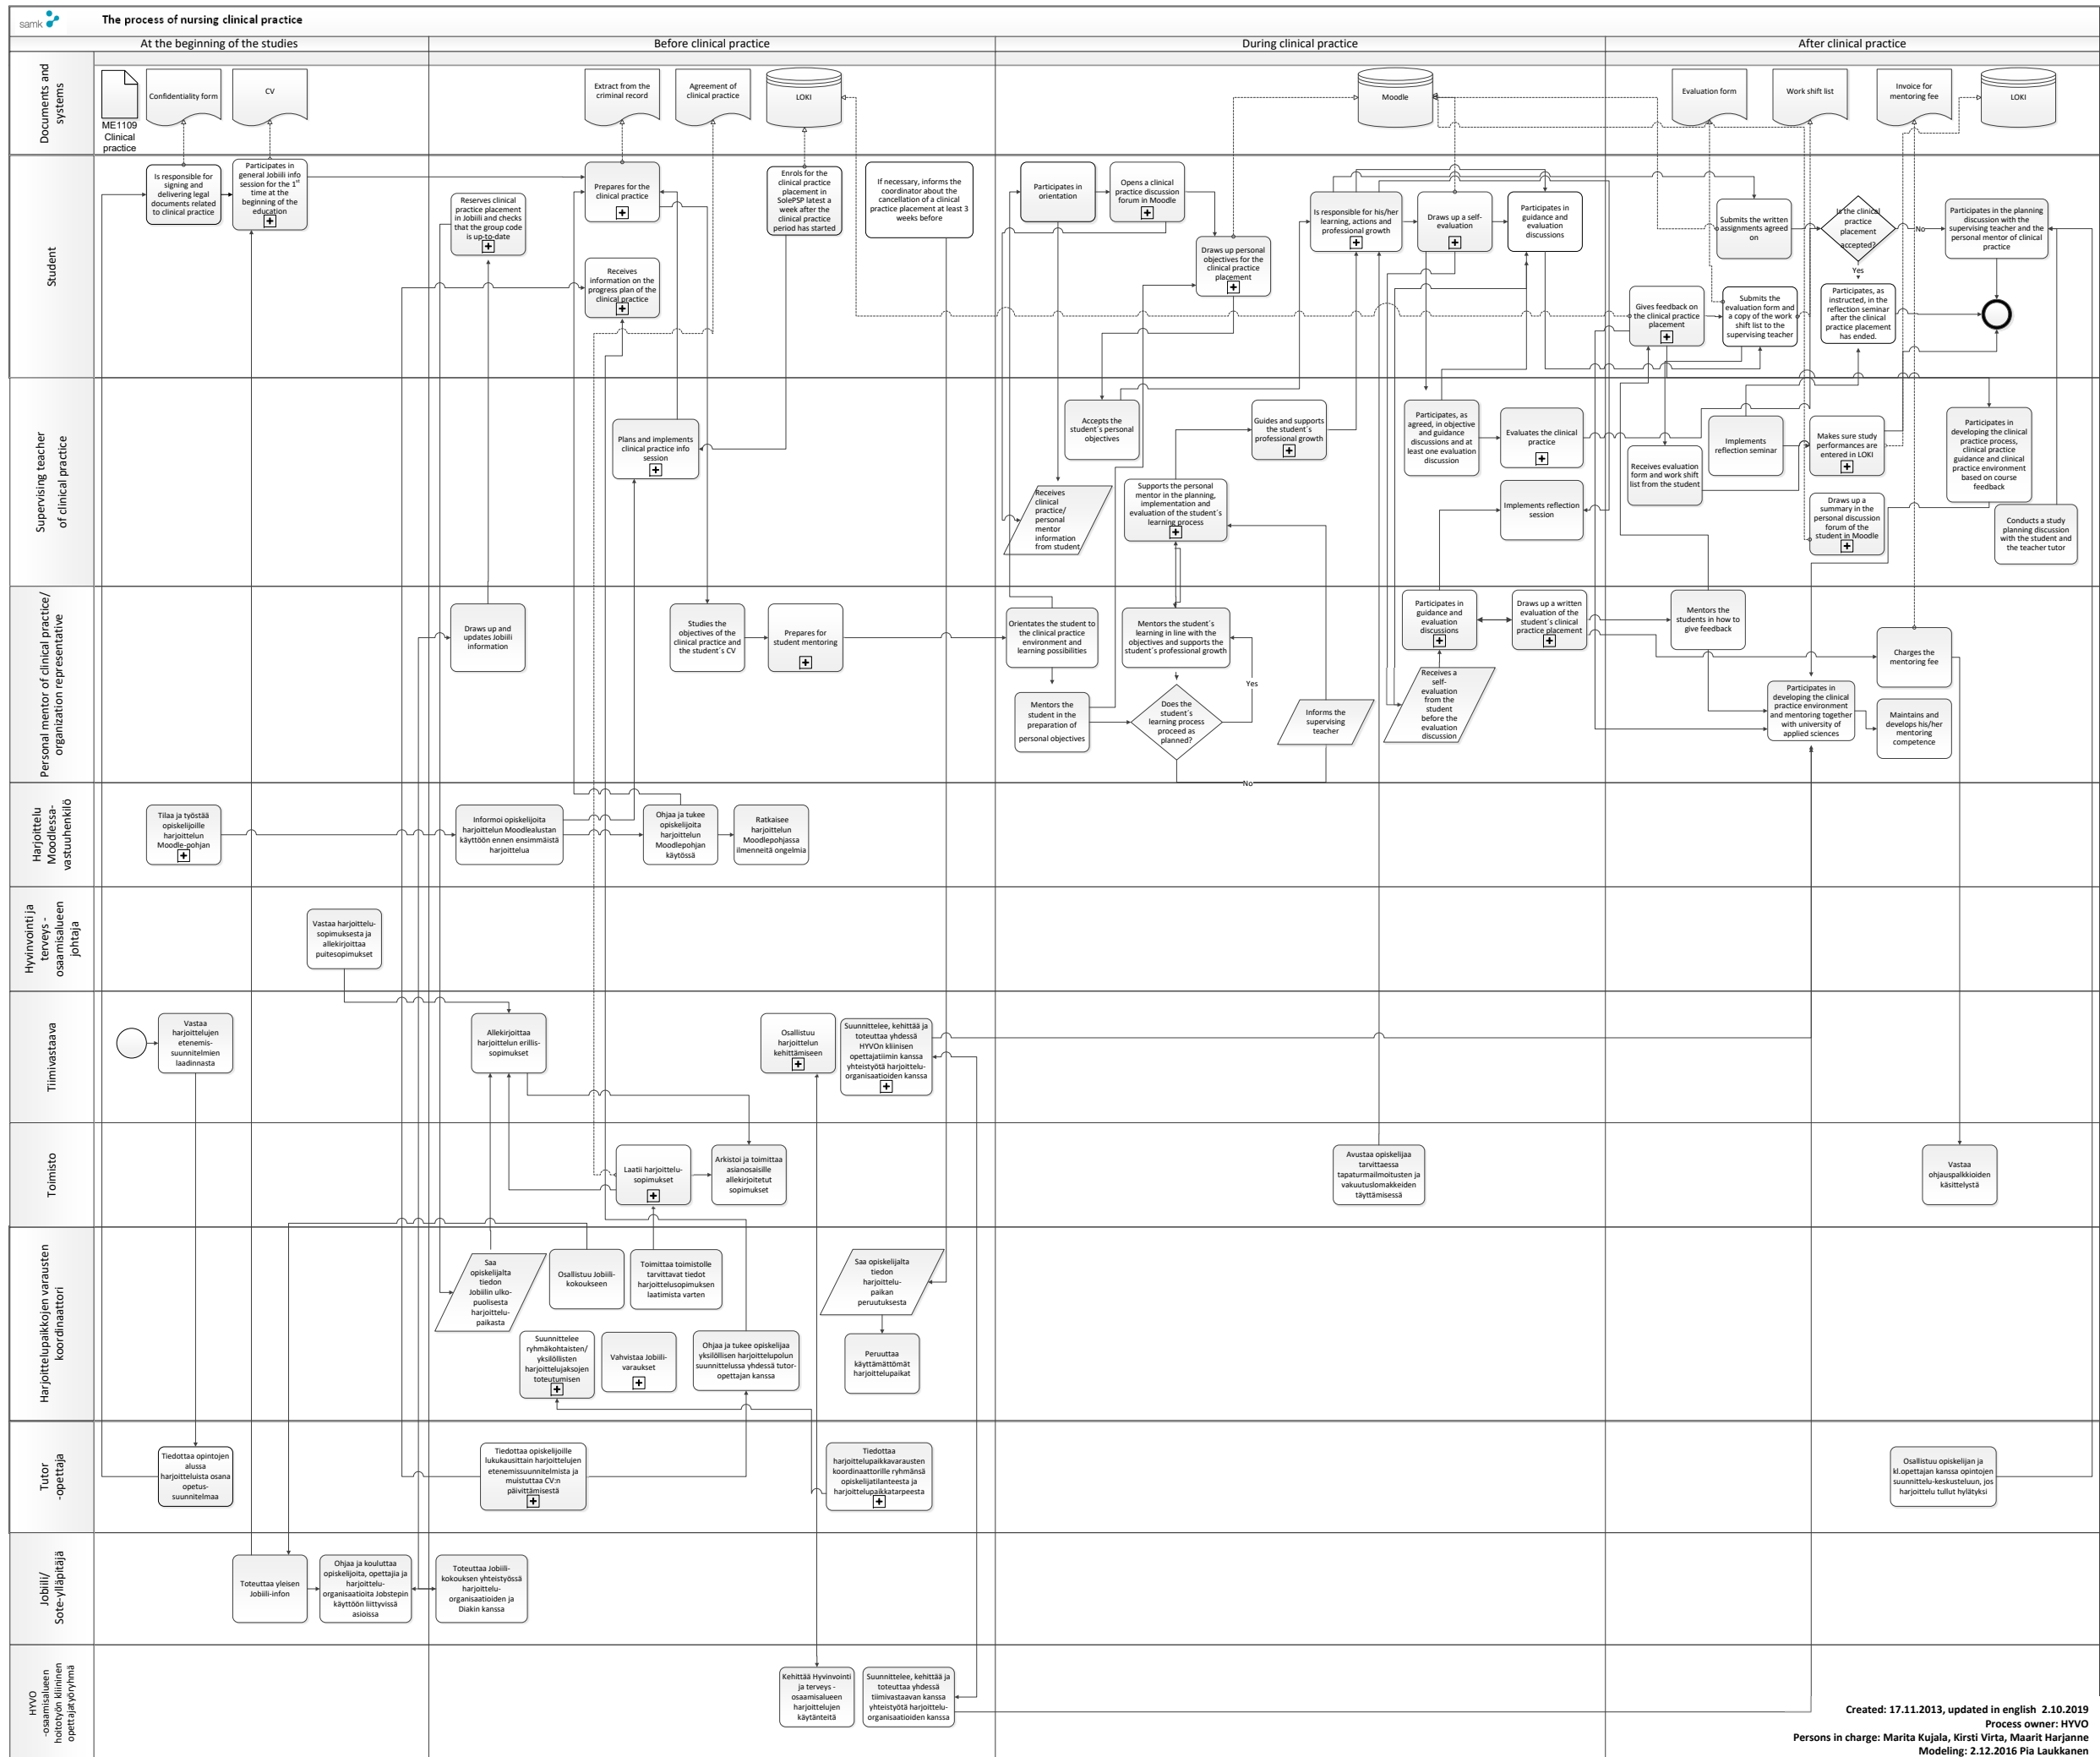 samk
The process of nursing clinical practice
At the beginning of the studies
Before clinical practice
During clinical practice
After clinical practice
Documents and
systems
ME1109
Clinical
practice
Confidentiality form
CV
Extract from the
criminal record
Agreement of
clinical practice
LOKI
Moodle
Evaluation form
Work shift list
Invoice for
mentoring fee
LOKI
Student
Is responsible for
signing and
delivering legal
documents related
to clinical practice
Participates in
general Jobiili info
session for the 1st
time at the
beginning of the
education
Reserves clinical
practice placement
in Jobiili and checks
that the group code
is up-to-date
Prepares for the
clinical practice
Receives
information on the
progress plan of the
clinical practice
Enrols for the
clinical practice
placement in
SolePSP latest a
week after the
clinical practice
period has started
If necessary, informs the
coordinator about the
cancellation of a clinical
practice placement at least 3
weeks before
Participates in
orientation
Opens a clinical
practice discussion
forum in Moodle
Draws up personal
objectives for the
clinical practice
placement
Is responsible for his/her
learning, actions and
professional growth
Draws up a self-
evaluation
Participates in
guidance and
evaluation
discussions
Submits the written
assignments agreed
on
Is the clinical
practice
placement
accepted?
No
Yes
Participates in the planning
discussion with the
supervising teacher and the
personal mentor of clinical
practice
Gives feedback on
the clinical practice
placement
Submits the
evaluation form and
a copy of the work
shift list to the
supervising teacher
Participates, as
instructed, in the
reflection seminar
after the clinical
practice placement
has ended.
Supervising teacher
of clinical practice
Plans and implements
clinical practice info
session
Accepts the
student´s personal
objectives
Receives
clinical
practice/
personal
mentor
information
from student
Supports the personal
mentor in the planning,
implementation and
evaluation of the student´s
learning process
Guides and supports
the student´s
professional growth
Participates, as
agreed, in objective
and guidance
discussions and at
least one evaluation
discussion
Evaluates the clinical
practice
Implements reflection
session
Receives evaluation
form and work shift
list from the student
Implements
reflection seminar
Makes sure study
performances are
entered in LOKI
Draws up a
summary in the
personal discussion
forum of the
student in Moodle
Participates in
developing the clinical
practice process,
clinical practice
guidance and clinical
practice environment
based on course
feedback
Conducts a study
planning discussion
with the student and
the teacher tutor
Personal mentor of clinical practice/
organization representative
Draws up and
updates Jobiili
information
Studies the
objectives of the
clinical practice and
the student´s CV
Prepares for
student mentoring
Orientates the student to
the clinical practice
environment and
learning possibilities
Mentors the
student in the
preparation of
personal objectives
Mentors the student´s
learning in line with the
objectives and supports the
student´s professional growth
Does the
student´s
learning process
proceed as
planned?
Yes
No
Informs the
supervising
teacher
Participates in
guidance and
evaluation
discussions
Receives a
self-
evaluation
from the
student
before the
evaluation
discussion
Draws up a written
evaluation of the
student´s clinical
practice placement
Mentors the
students in how to
give feedback
Participates in
developing the clinical
practice environment
and mentoring together
with university of
applied sciences
Charges the
mentoring fee
Maintains and
develops his/her
mentoring
competence
Harjoittelu
Moodlessa-
vastuuhenkilö
Tilaa ja työstää
opiskelijoille
harjoittelun
Moodle-pohjan
Informoi opiskelijoita
harjoittelun Moodlealustan
käyttöön ennen ensimmäistä
harjoittelua
Ohjaa ja tukee
opiskelijoita
harjoittelun
Moodlepohjan
käytössä
Ratkaisee
harjoittelun
Moodlepohjassa
ilmenneitä ongelmia
Hyvinvointi ja
terveys -
osaamisalueen
johtaja
Vastaa harjoittelu-
sopimuksesta ja
allekirjoittaa
puitesopimukset
Tiimivastaava
Vastaa
harjoittelujen
etenemis-
suunnitelmien
laadinnasta
Allekirjoittaa
harjoittelun erillis-
sopimukset
Osallistuu
harjoittelun
kehittämiseen
Suunnittelee, kehittää ja
toteuttaa yhdessä
HYVOn kliinisen
opettajatiimin kanssa
yhteistyötä harjoittelu-
organisaatioiden kanssa
Toimisto
Laatii harjoittelu-
sopimukset
Arkistoi ja toimittaa
asianosaisille
allekirjoitetut
sopimukset
Avustaa opiskelijaa
tarvittaessa
tapaturmailmoitusten ja
vakuutuslomakkeiden
täyttämisessä
Vastaa
ohjauspalkkioiden
käsittelystä
Harjoittelupaikkojen varausten
koordinaattori
Saa
opiskelijalta
tiedon
Jobiilin ulko-
puolisesta
harjoittelu-
paikasta
Osallistuu Jobiili-
kokoukseen
Toimittaa toimistolle
tarvittavat tiedot
harjoittelusopimuksen
laatimista varten
Saa opiskelijalta
tiedon
harjoittelu-
paikan
peruutuksesta
Suunnittelee
ryhmäkohtaisten/
yksilöllisten
harjoittelujaksojen
toteutumisen
Vahvistaa Jobiili-
varaukset
Ohjaa ja tukee opiskelijaa
yksilöllisen harjoittelupolun
suunnittelussa yhdessä tutor-
opettajan kanssa
Peruuttaa
käyttämättömät
harjoittelupaikat
Tutor
-opettaja
Tiedottaa opintojen
alussa
harjoitteluista osana
opetus-
suunnitelmaa
Tiedottaa opiskelijoille
lukukausittain harjoittelujen
etenemissuunnitelmista ja
muistuttaa CV:n
päivittämisestä
Tiedottaa
harjoittelupaikkavarausten
koordinaattorille ryhmänsä
opiskelijatilanteesta ja
harjoittelupaikkatarpeesta
Osallistuu opiskelijan ja
kl.opettajan kanssa opintojen
suunnittelu-keskusteluun, jos
harjoittelu tullut hylätyksi
Jobiili/
Sote-ylläpitäjä
Toteuttaa yleisen
Jobiili-infon
Ohjaa ja kouluttaa
opiskelijoita, opettajia ja
harjoittelu-
organisaatioita Jobstepin
käyttöön liittyvissä
asioissa
Toteuttaa Jobiili-
kokouksen yhteistyössä
harjoittelu-
organisaatioiden ja
Diakin kanssa
HYVO
-osaamisalueen
hoitotyön kliininen
opettajatyöryhmä
Kehittää Hyvinvointi
ja terveys -
osaamisalueen
harjoittelujen
käytänteitä
Suunnittelee, kehittää ja
toteuttaa yhdessä
tiimivastaavan kanssa
yhteistyötä harjoittelu-
organisaatioiden kanssa
Created: 17.11.2013, updated in english 2.10.2019
Process owner: HYVO
Persons in charge: Marita Kujala, Kirsti Virta, Maarit Harjanne
Modeling: 2.12.2016 Pia Laukkanen